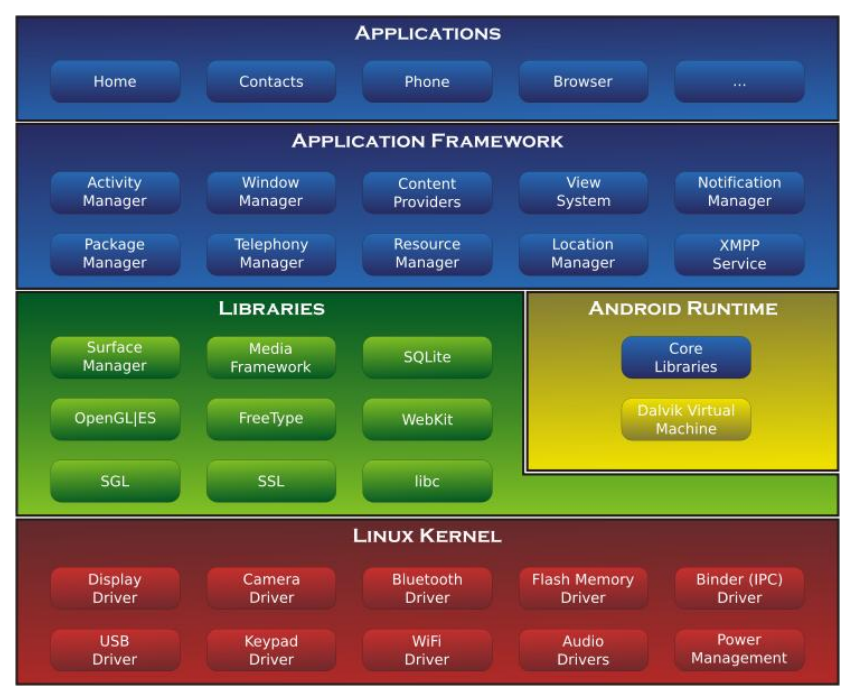 APPLICATIONS
Home
Contacts
Phone
Browser
...
APPLICATION FRAMEWORK
Activity
Manager
Window
Manager
Content
Providers
View
System
Notification
Manager
Package
Manager
Telephony
Manager
Resource
Manager
Location
Manager
XMPP
Service
LIBRARIES
Surface
Manager
Media
Framework
SQLite
OpenGL|ES
FreeType
WebKit
SGL
SSL
libc
ANDROID RUNTIME
Core
Libraries
Dalvik Virtual
Machine
LINUX KERNEL
Display
Driver
Camera
Driver
Bluetooth
Driver
Flash Memory
Driver
Binder (IPC)
Driver
USB
Driver
Keypad
Driver
WiFi
Driver
Audio
Drivers
Power
Management